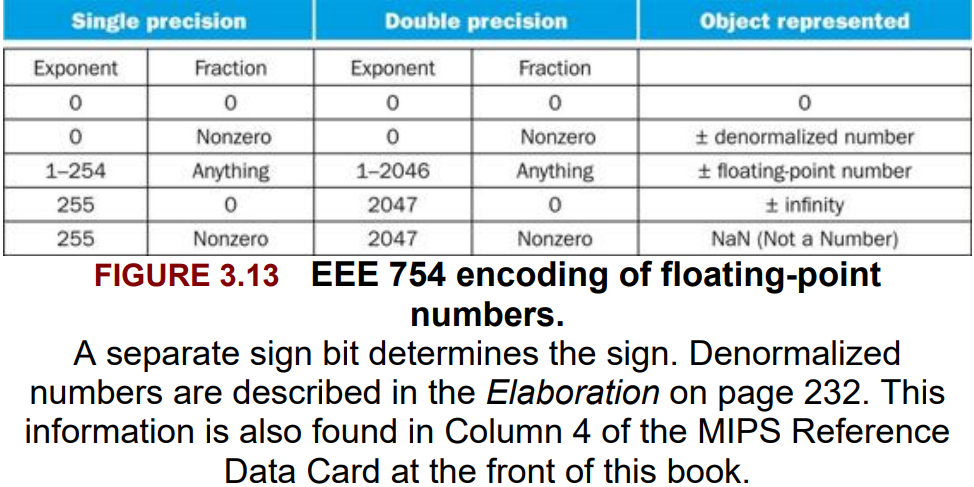 Single precision Double precision Object represented
Exponent Fraction Exponent Fraction
0 0 0 0 0
0 Nonzero 0 Nonzero ± denormalized number
1–254 Anything 1–2046 Anything ± floating-point number
255 0 2047 0 ± infinity
255 Nonzero 2047 Nonzero NaN (Not a Number)
FIGURE 3.13 EEE 754 encoding of floating-point
numbers.
A separate sign bit determines the sign. Denormalized
numbers are described in the Elaboration on page 232. This
information is also found in Column 4 of the MIPS Reference
Data Card at the front of this book.